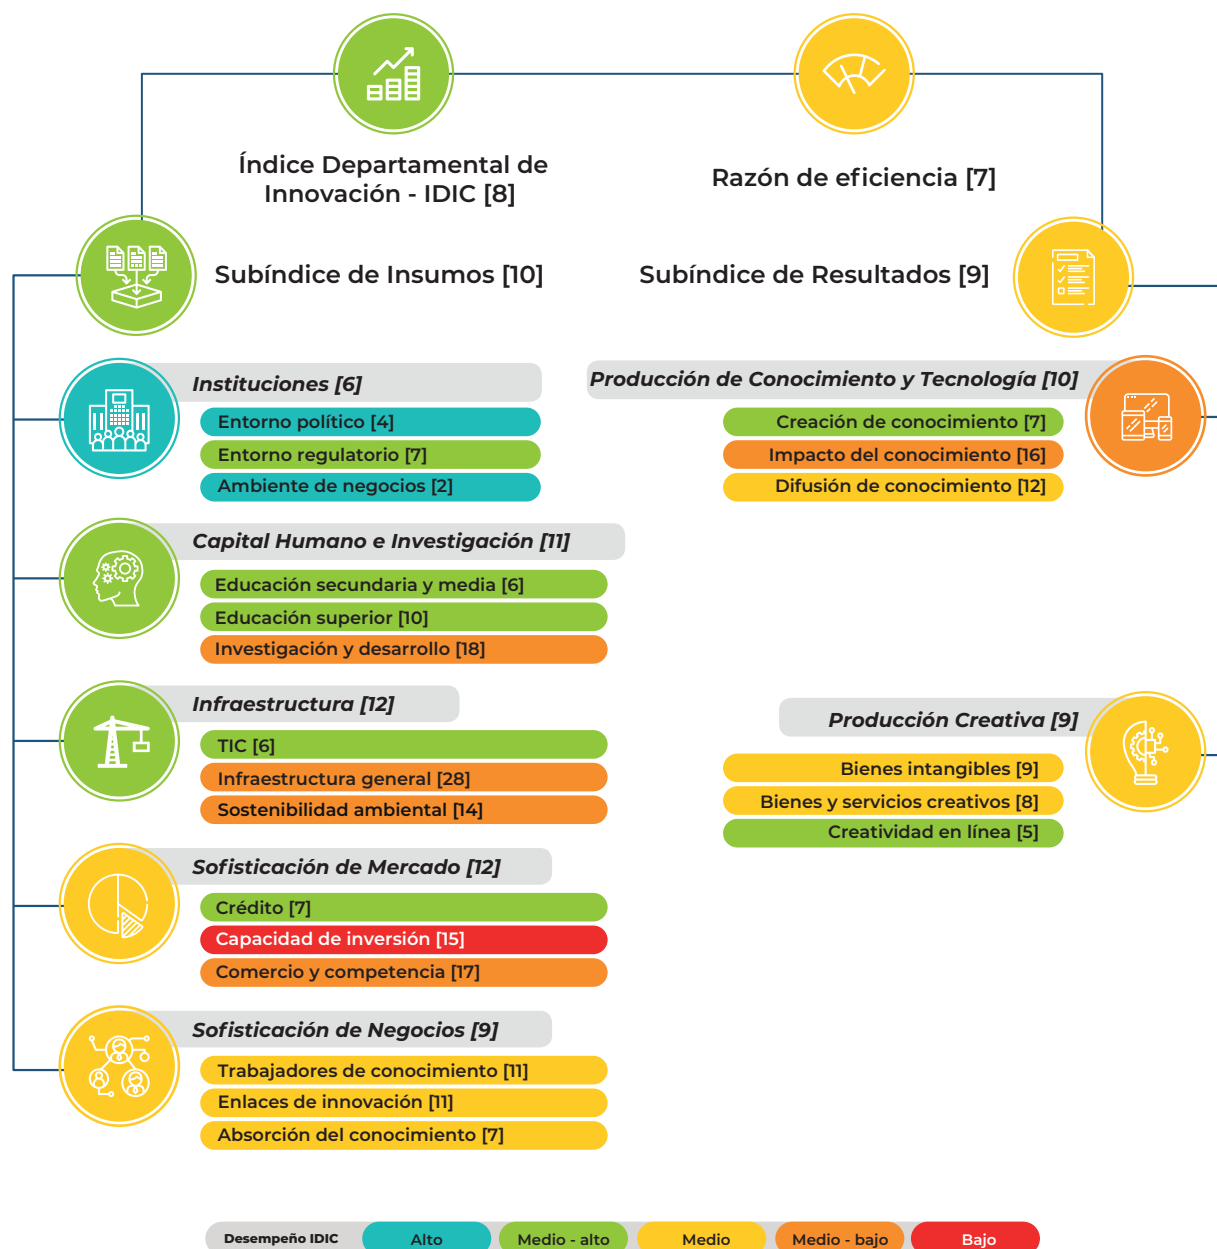 Índice Departamental de
Innovación - IDIC [8]
Razón de eficiencia [7]
Subíndice de Insumos [10]
Subíndice de Resultados [9]
Instituciones [6]
Entorno político [4]
Entorno regulatorio [7]
Ambiente de negocios [2]
Capital Humano e Investigación [11]
Educación secundaria y media [6]
Educación superior [10]
Investigación y desarrollo [18]
Infraestructura [12]
TIC [6]
Infraestructura general [28]
Sostenibilidad ambiental [14]
Sofisticación de Mercado [12]
Crédito [7]
Capacidad de inversión [15]
Comercio y competencia [17]
Sofisticación de Negocios [9]
Trabajadores de conocimiento [11]
Enlaces de innovación [11]
Absorción del conocimiento [7]
Producción de Conocimiento y Tecnología [10]
Creación de conocimiento [7]
Impacto del conocimiento [16]
Difusión de conocimiento [12]
Producción Creativa [9]
Bienes intangibles [9]
Bienes y servicios creativos [8]
Creatividad en línea [5]
Desempeño IDIC Alto Medio - alto Medio Medio - bajo Bajo